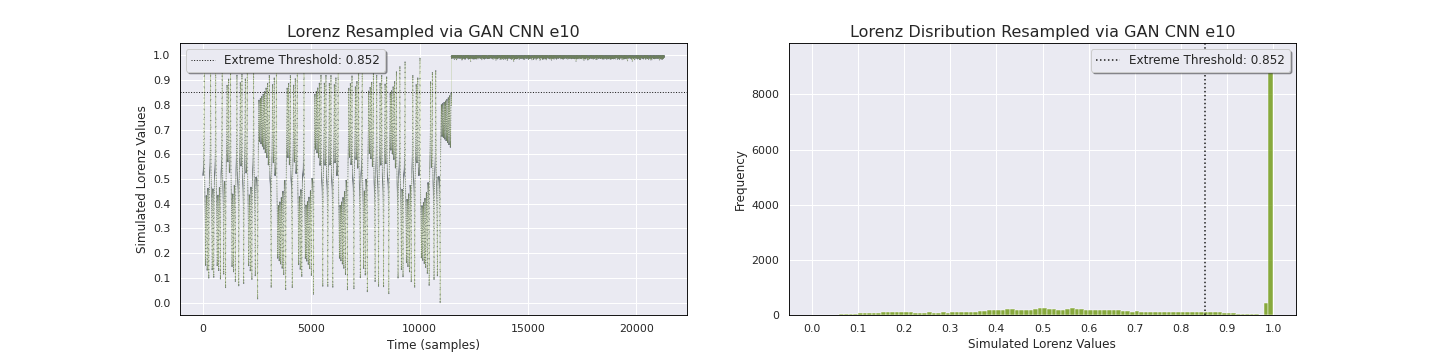 Lorenz Resampled via GAN CNN e10
Extreme Threshold: 0.852
1.0
0.9
0.8
0.7
0.6
0.5
0.4
0.3
0.2
0.1
0.0
Simulated Lorenz Values
0 5000 10000 15000 20000
Time (samples)
Lorenz Disribution Resampled via GAN CNN e10
Extreme Threshold: 0.852
8000
6000
4000
2000
0
Frequency
0.0 0.1 0.2 0.3 0.4 0.5 0.6 0.7 0.8 0.9 1.0
Simulated Lorenz Values